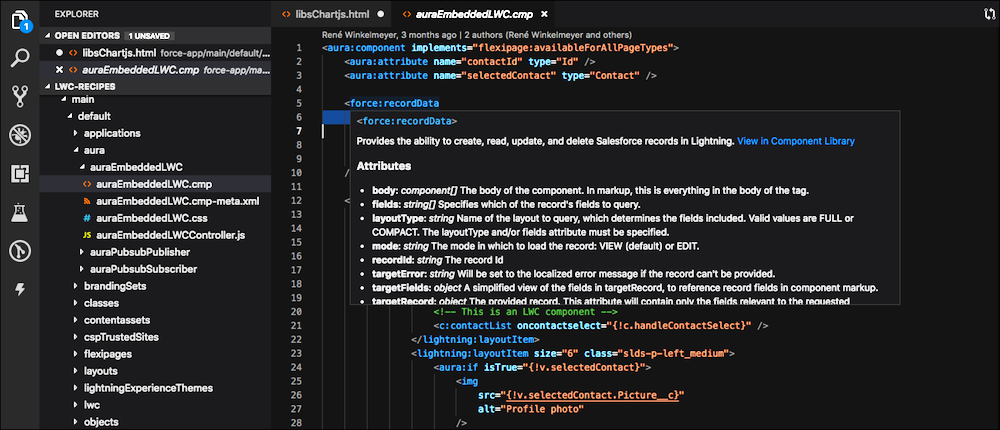 EXPLORER
1
OPEN EDITORS 1 UNSAVED
libsChartjs.html force-app/main/default/...
auraEmbeddedLWC.cmp force-app/ma...
LWC-RECIPES
main
default
applications
aura
auraEmbeddedLWC
auraEmbeddedLWC.cmp
auraEmbeddedLWC.cmp-meta.xml
# auraEmbeddedLWC.css
JS auraEmbeddedLWCController.js
auraPubsubPublisher
auraPubsubSubscriber
brandingSets
classes
contentassets
cspTrustedSites
flexipages
layouts
lightningExperienceThemes
lwc
objects
libsChartjs.html
auraEmbeddedLWC.cmp
René Winkelmeyer, 3 months ago | 2 authors (René Winkelmeyer and others)
1 <aura:component implements="flexipage:availableForAllPageTypes">
2 <aura:attribute name="contactId" type="Id" />
3 <aura:attribute name="selectedContact" type="Contact" />
4
5 <force:recordData
6
7
8
9
10
11 /
12 <
13
14
15
16
17
18
19
<force:recordData>
Provides the ability to create, read, update, and delete Salesforce records in Lightning. View in Component Library
Attributes
• body: component[] The body of the component. In markup, this is everything in the body of the tag.
• fields: string[] Specifies which of the record's fields to query.
• layoutType: string Name of the layout to query, which determines the fields included. Valid values are FULL or
COMPACT. The layoutType and/or fields attribute must be specified.
• mode: string The mode in which to load the record: VIEW (default) or EDIT.
• recordId: string The record Id
• targetError: string Will be set to the localized error message if the record can't be provided.
• targetFields: object A simplified view of the fields in targetRecord, to reference record fields in component markup.
• targetRecord: object The provided record. This attribute will contain only the fields relevant to the requested
20 <!-- This is an LWC component -->
21 <c:contactList oncontactselect="{!c.handleContactSelect}" />
22 </lightning:layoutItem>
23 <lightning:layoutItem size="6" class="slds-p-left_medium">
24 <aura:if isTrue="{!v.selectedContact}">
25 <img
26 src="{!v.selectedContact.Picture__c}"
27 alt="Profile photo"
28 />